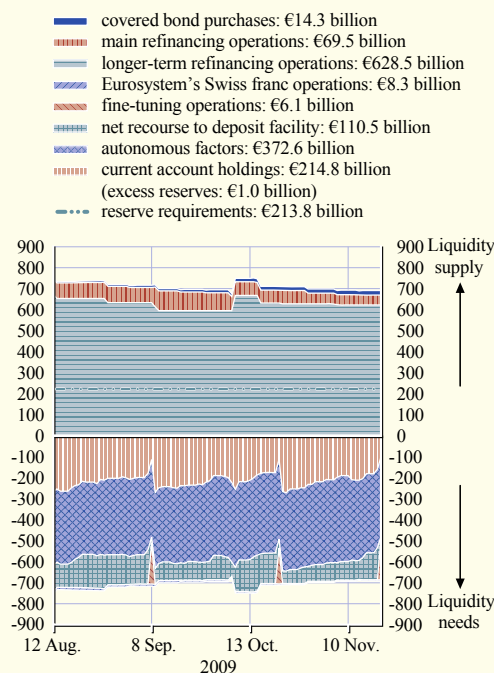 covered bond purchases: €14.3 billion
main refinancing operations: €69.5 billion
longer-term refinancing operations: €628.5 billion
Eurosystem's Swiss franc operations: €8.3 billion
fine-tuning operations: €6.1 billion
net recourse to deposit facility: €110.5 billion
autonomous factors: €372.6 billion
current account holdings: €214.8 billion
(excess reserves: €1.0 billion)
reserve requirements: €213.8 billion
900 900 Liquidity
800 800 supply
700 700
600 600
500 500
400 400
300 300
200 200
100 100
0 0
-100 -100
-200 -200
-300 -300
-400 -400
-500 -500
-600 -600
-700 -700
-800 -800 Liquidity
-900 -900 needs
12 Aug. 8 Sep. 13 Oct. 10 Nov.
2009